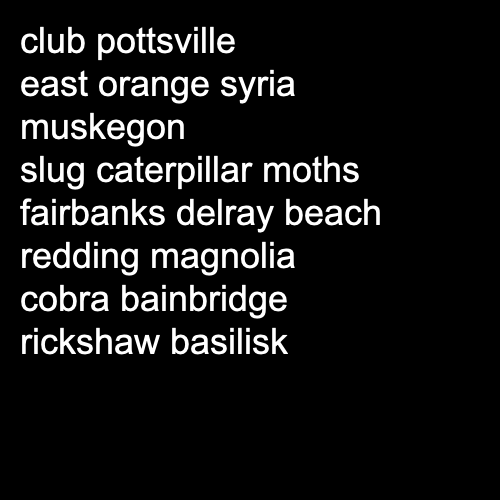 club pottsville
east orange syria
muskegon
slug caterpillar moths
fairbanks delray beach
redding magnolia
cobra bainbridge
rickshaw basilisk